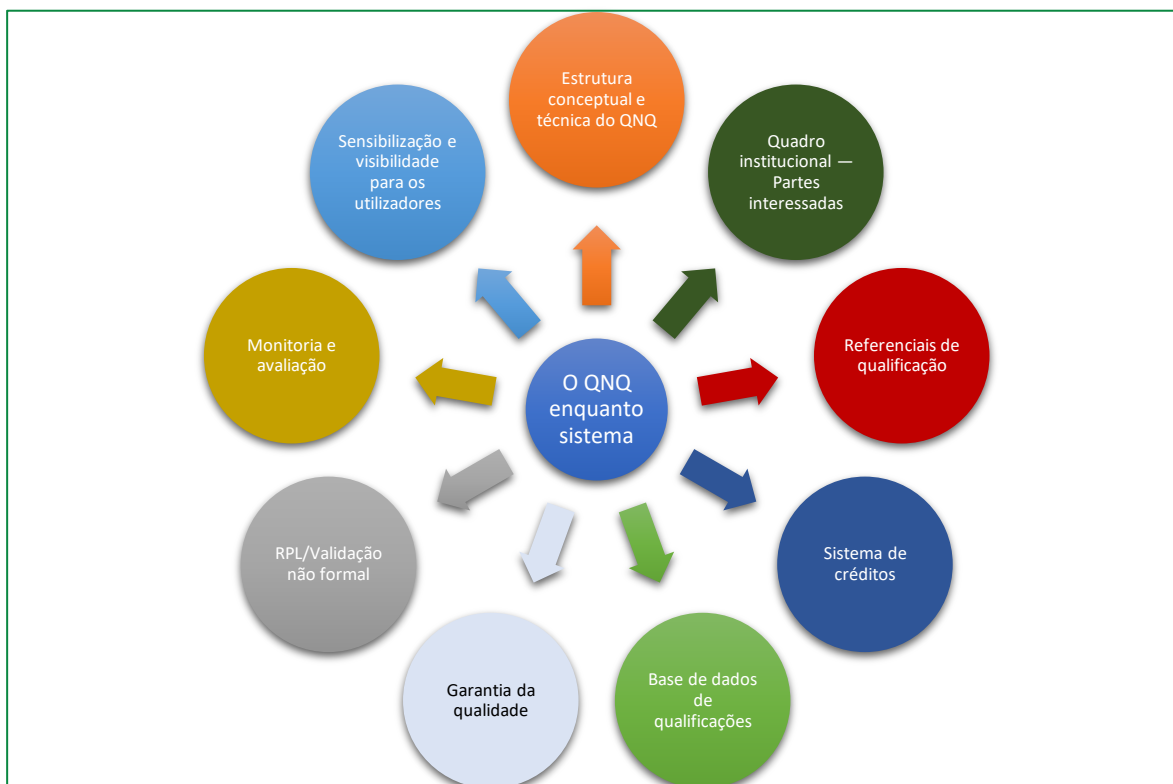 Estrutura
conceptual e
técnica do QNQ
Quadro
institucional —
Partes
interessadas
Referenciais de
qualificação
Sistema de
créditos
Base de dados
de
qualificações
Garantia da
qualidade
RPL/Validação
não formal
Monitoria e
avaliação
Sensibilização e
visibilidade
para os
utilizadores
O QNQ
enquanto
sistema